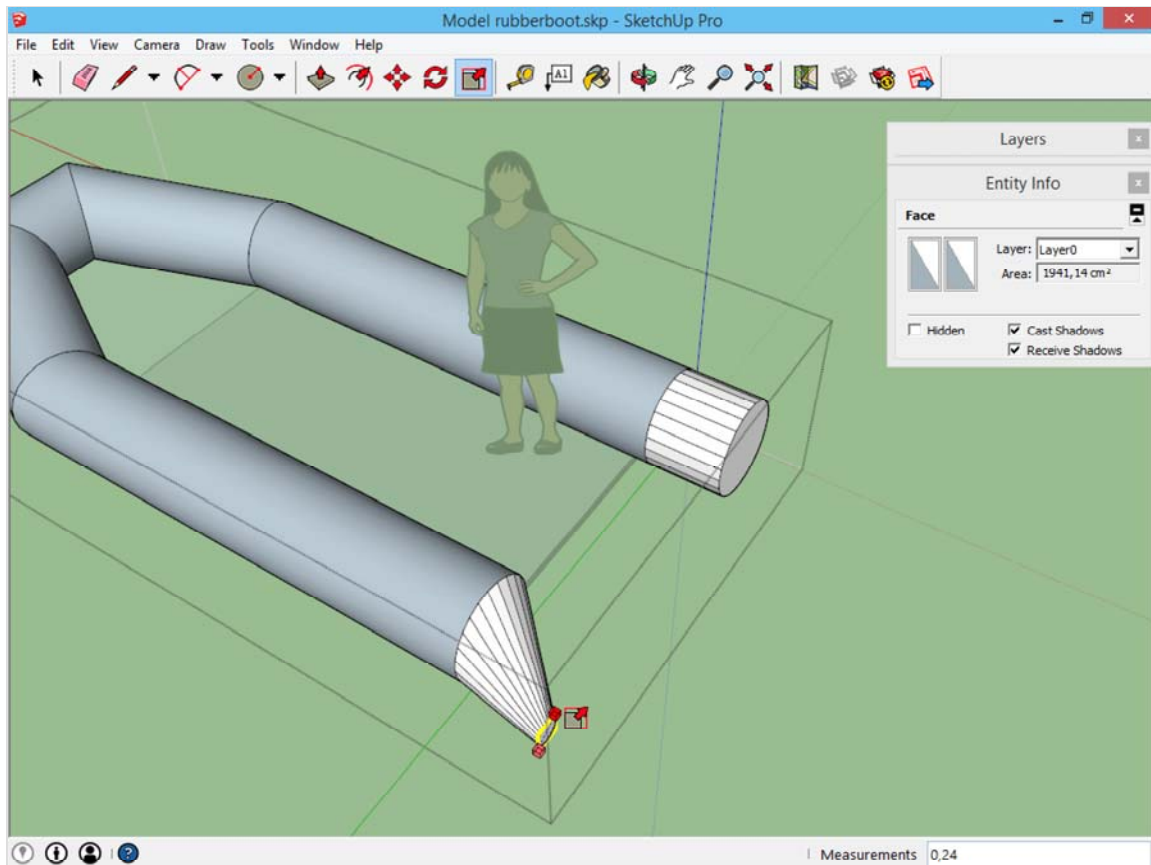 Model rubberboot.skp - SketchUp Pro
File Edit View Camera Draw Tools Window Help
A1
Layers
Entity Info
Face
Layer: Layer0
Area: 1941,14 cm²
Hidden Cast Shadows
Receive Shadows
Measurements 0,24